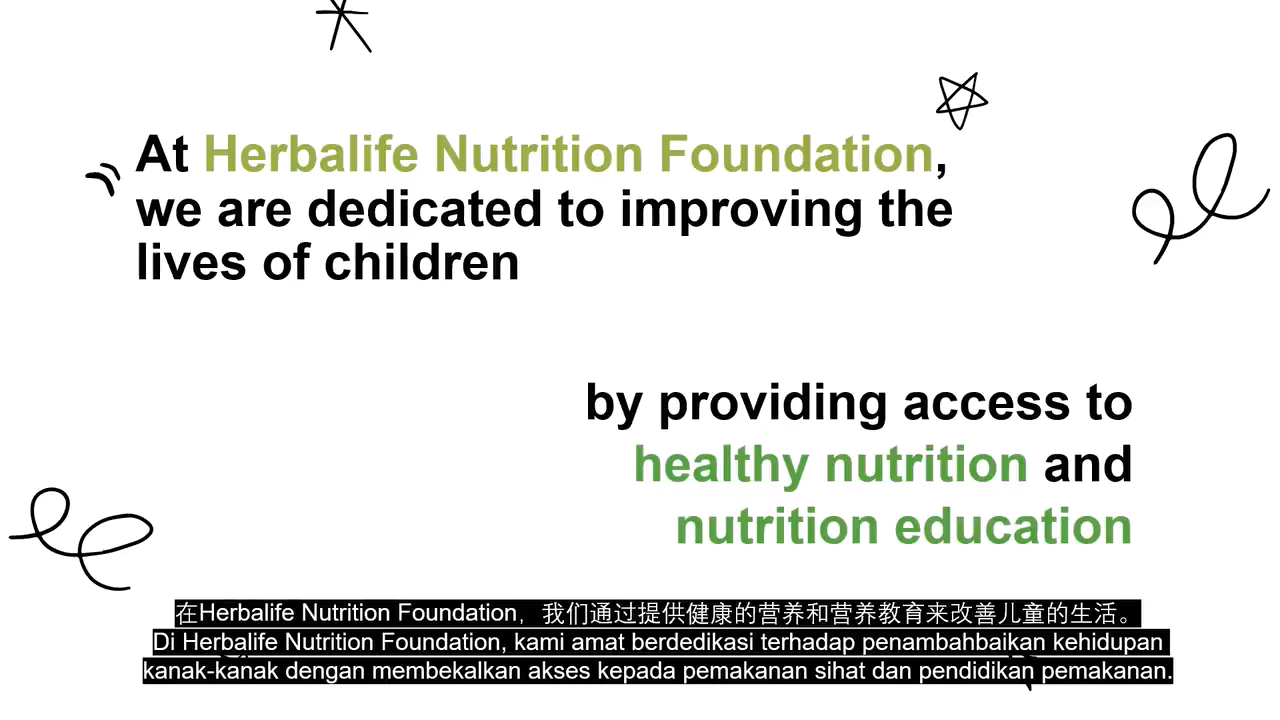 At Herbalife Nutrition Foundation,
we are dedicated to improving the
lives of children
by providing access to
healthy nutrition and
nutrition education
在Herbalife Nutrition Foundation，我们通过提供健康的营养和营养教育来改善儿童的生活。
Di Herbalife Nutrition Foundation, kami amat berdedikasi terhadap penambahbaikan kehidupan
kanak-kanak dengan membekalkan akses kepada pemakanan sihat dan pendidikan pemakanan.